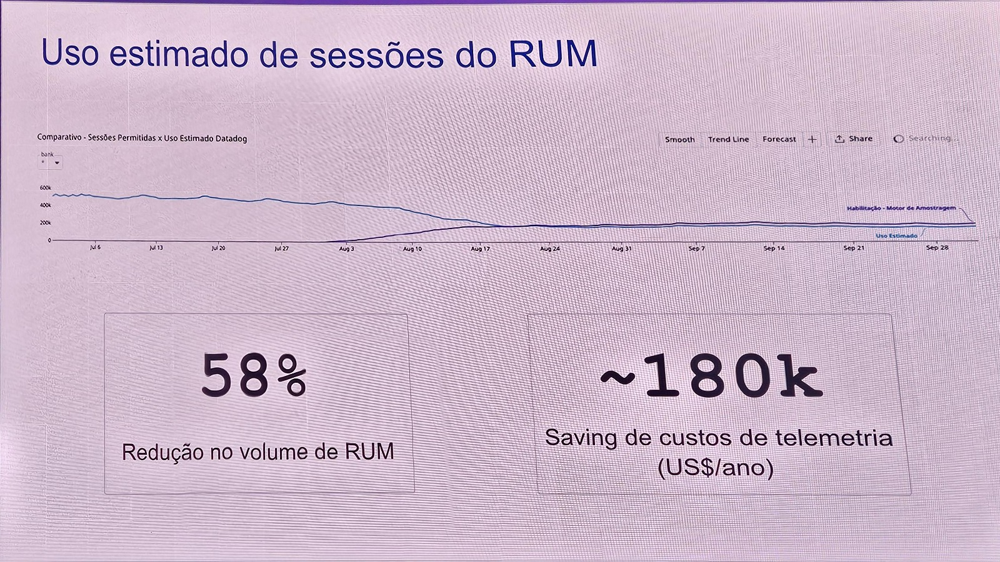 Uso estimado de sessões do RUM
Comparativo - Sessões Permitidas x Uso Estimado Datadog
Smooth Trend Line Forecast + Share Searching...
bank
*
600k
400k
200k
0
Habilitação - Motor de Amostragem
Uso Estimado
Jul 6 Jul 13 Jul 20 Jul 27 Aug 3 Aug 10 Aug 17 Aug 24 Aug 31 Sep 7 Sep 14 Sep 21 Sep 28
58%
Redução no volume de RUM
~180k
Saving de custos de telemetria
(US$/ano)